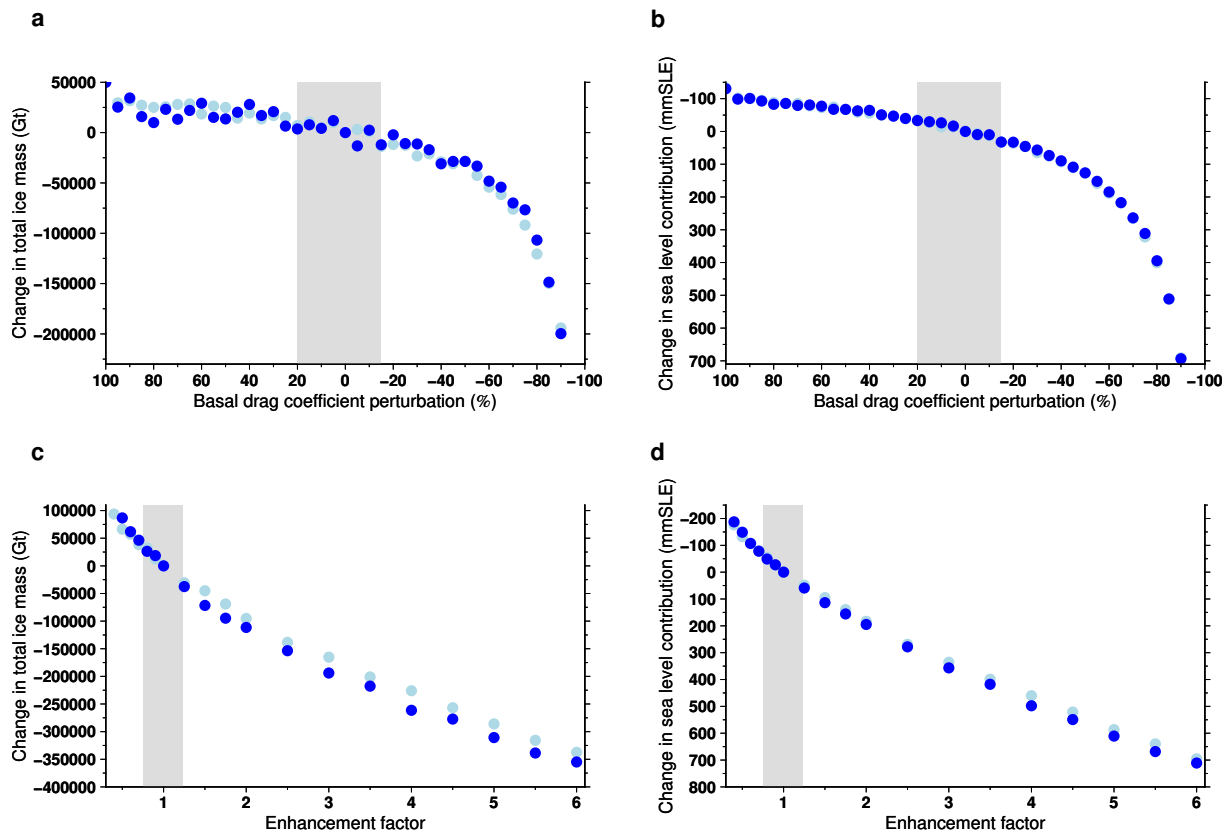 a
50000
0
−50000
−100000
−150000
−200000
Change in total ice mass (Gt)
100 80 60 40 20 0 −20 −40 −60 −80 −100
Basal drag coefficient perturbation (%)
b
−100
0
100
200
300
400
500
600
700
Change in sea level contribution (mmSLE)
100 80 60 40 20 0 −20 −40 −60 −80 −100
Basal drag coefficient perturbation (%)
c
100000
50000
0
−50000
−100000
−150000
−200000
−250000
−300000
−350000
−400000
Change in total ice mass (Gt)
1 2 3 4 5 6
Enhancement factor
d
−200
−100
0
100
200
300
400
500
600
700
800
Change in sea level contribution (mmSLE)
1 2 3 4 5 6
Enhancement factor